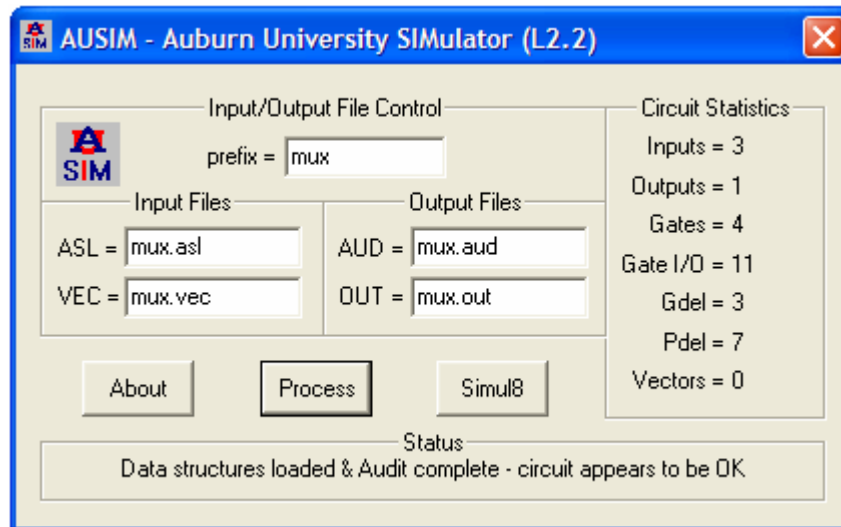 AUSIM - Auburn University SIMulator (L2.2)
Input/Output File Control
A
SIM
prefix = mux
Input Files
ASL = mux.asl
VEC = mux.vec
Output Files
AUD = mux.aud
OUT = mux.out
Circuit Statistics
Inputs = 3
Outputs = 1
Gates = 4
Gate I/O = 11
Gdel = 3
Pdel = 7
Vectors = 0
About
Process
Simul8
Status
Data structures loaded & Audit complete - circuit appears to be OK